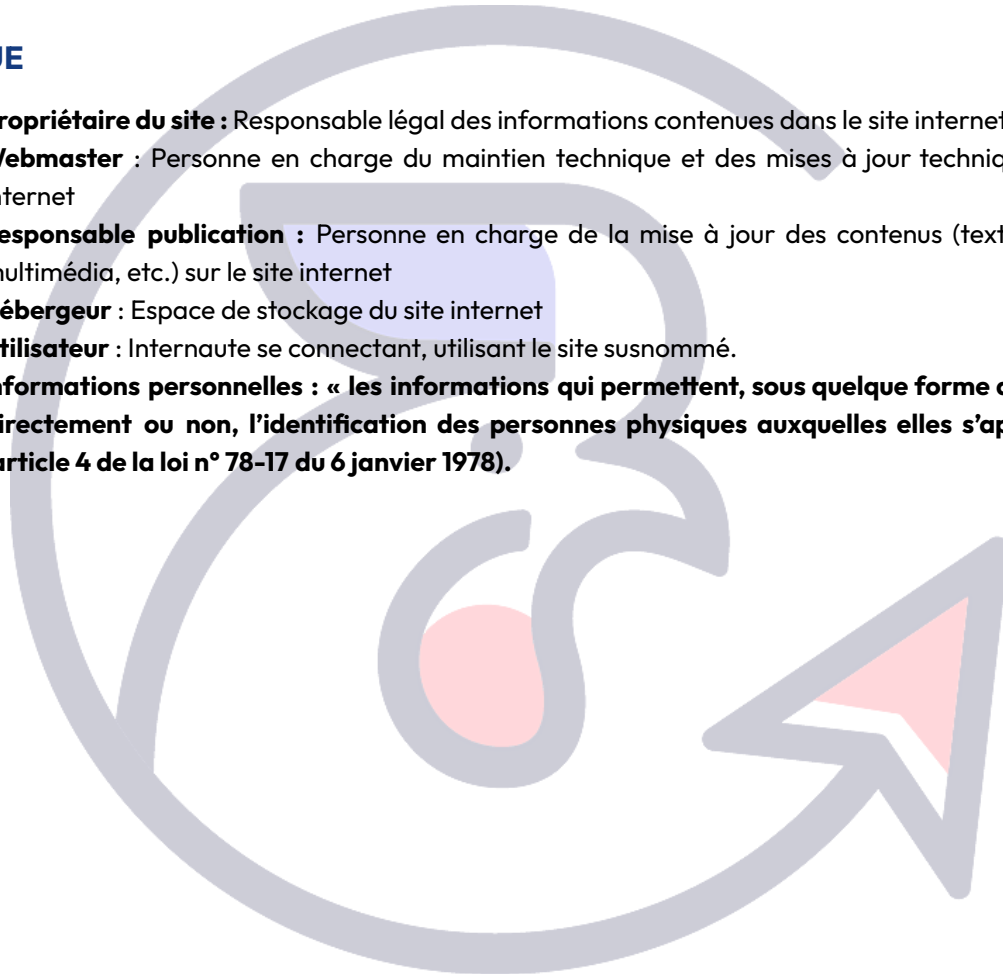 UE
ropriétaire du site : Responsable légal des informations contenues dans le site internet
Webmaster : Personne en charge du maintien technique et des mises à jour techniq
nternet
esponsable publication : Personne en charge de la mise à jour des contenus (text
multimédia, etc.) sur le site internet
ébergeur : Espace de stockage du site internet
tilisateur : Internaute se connectant, utilisant le site susnommé.
nformations personnelles : « les informations qui permettent, sous quelque forme
irectement ou non, l’identification des personnes physiques auxquelles elles s’ap
article 4 de la loi n° 78-17 du 6 janvier 1978).